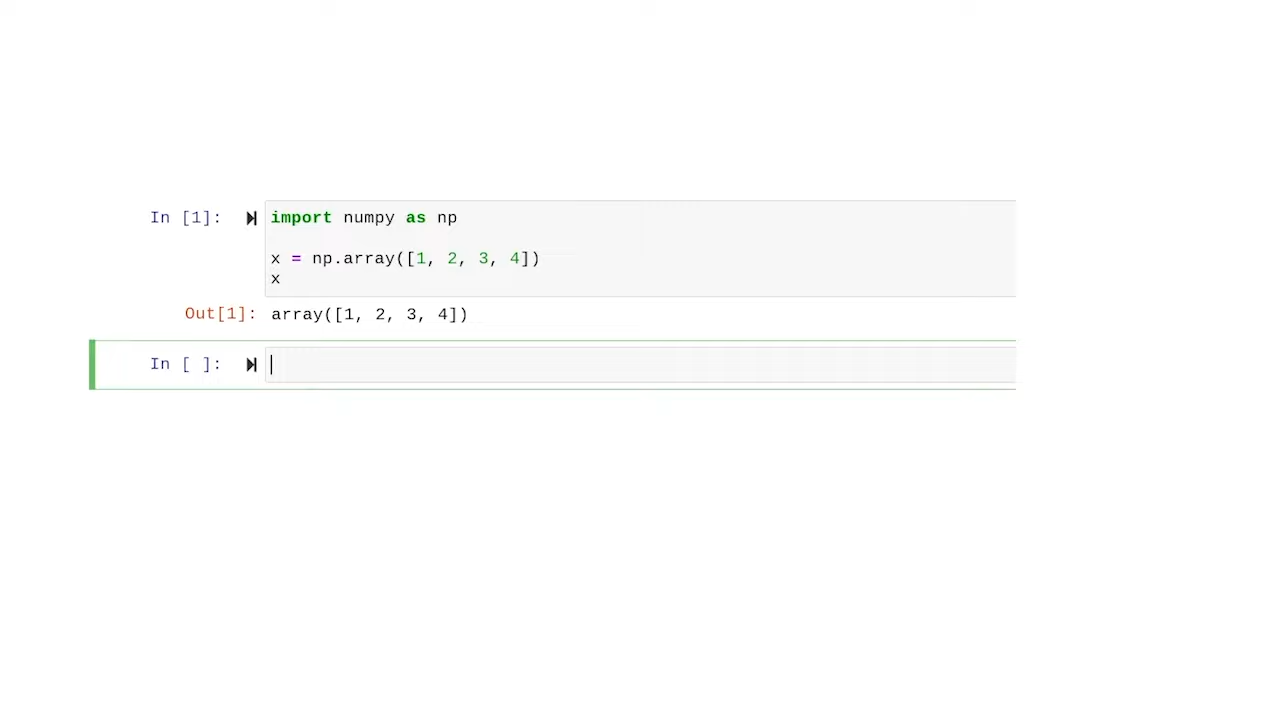 In [1]: import numpy as np
x = np.array([1, 2, 3, 4])
x
Out[1]: array([1, 2, 3, 4])
In [ ]: